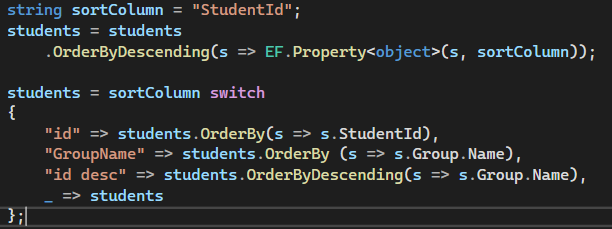 string sortColumn = "StudentId";
students = students
    .OrderByDescending(s => EF.Property<object>(s, sortColumn));

students = sortColumn switch
{
    "id" => students.OrderBy(s => s.StudentId),
    "GroupName" => students.OrderBy (s => s.Group.Name),
    "id desc" => students.OrderByDescending(s => s.Group.Name),
    _ => students
};